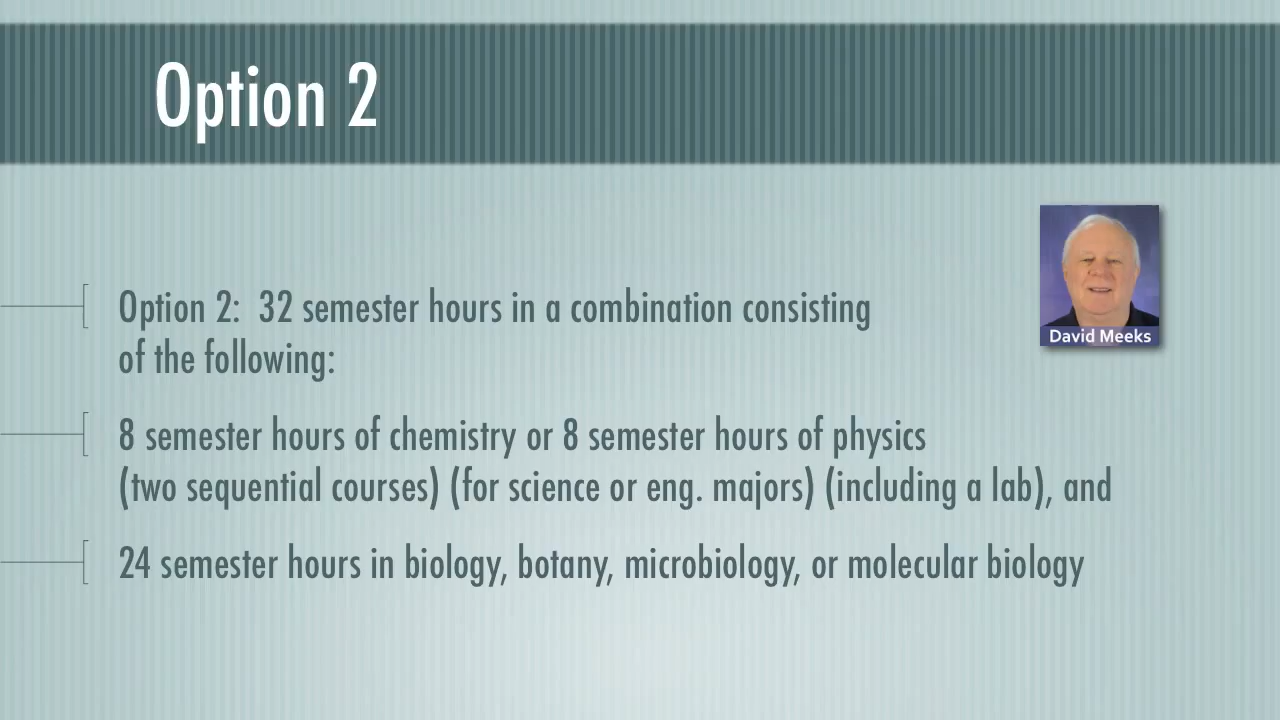 Option 2
David Meeks
Option 2:  32 semester hours in a combination consisting
of the following:
8 semester hours of chemistry or 8 semester hours of physics
(two sequential courses) (for science or eng. majors) (including a lab), and
24 semester hours in biology, botany, microbiology, or molecular biology